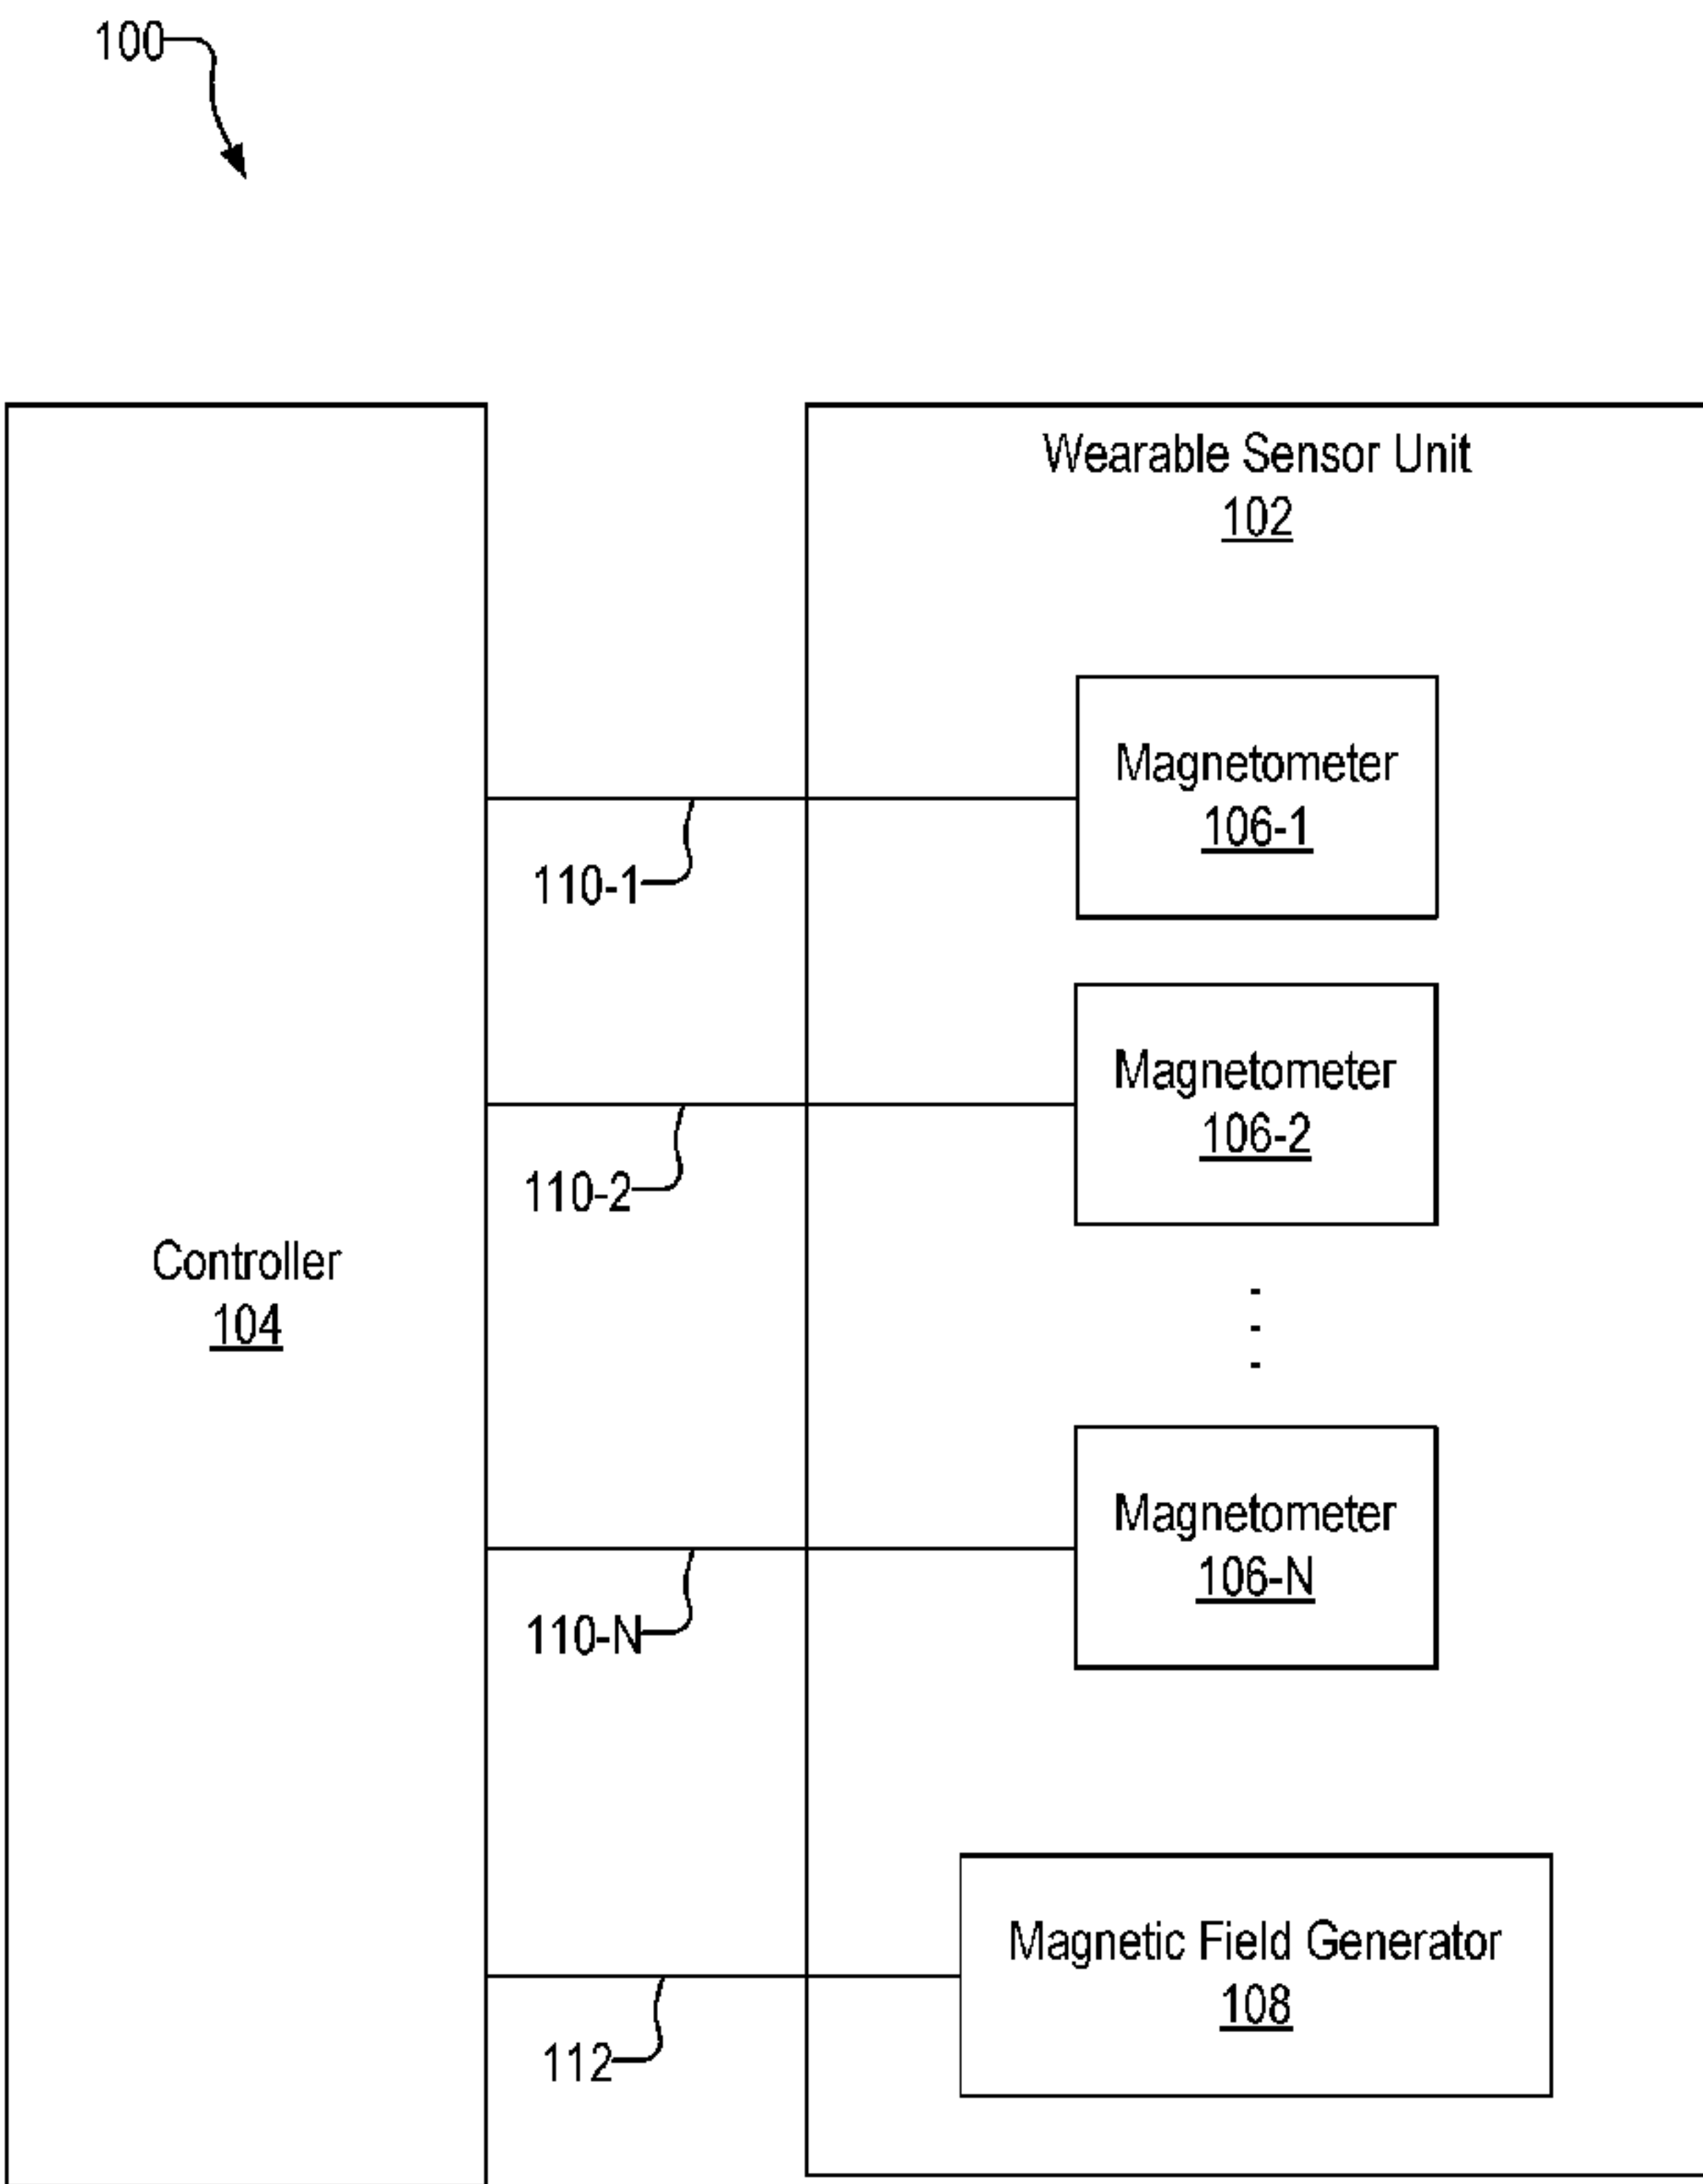 100
Wearable Sensor Unit
102
Magnetometer
106-1
110-1
Magnetometer
106-2
110-2
Controller
104
Magnetometer
106-N
110-N
Magnetic Field Generator
108
112